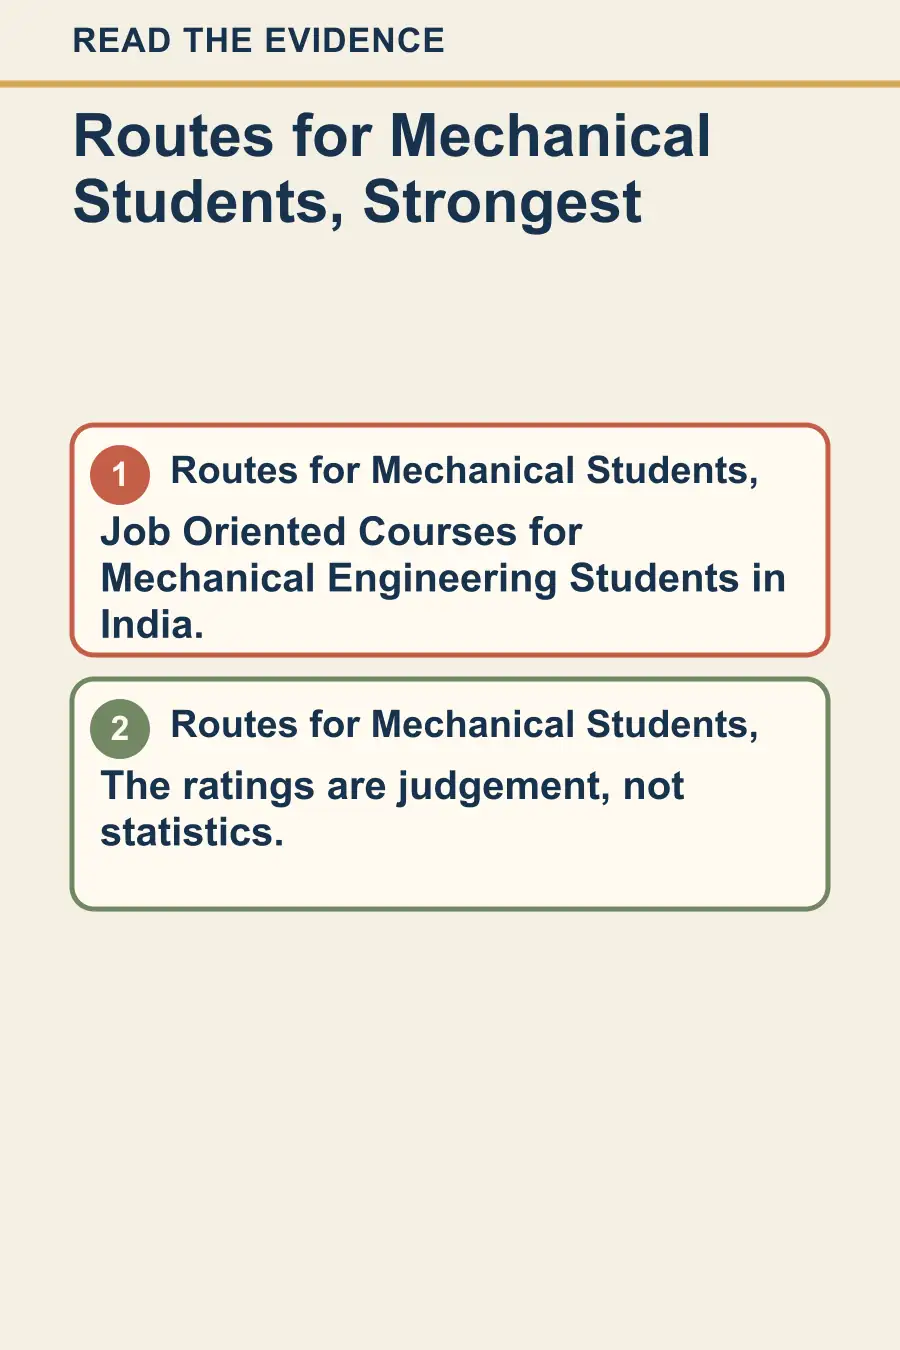 READ THE EVIDENCE
Routes for Mechanical
Students, Strongest
1 Routes for Mechanical Students,
Job Oriented Courses for
Mechanical Engineering Students in
India.
2 Routes for Mechanical Students,
The ratings are judgement, not
statistics.